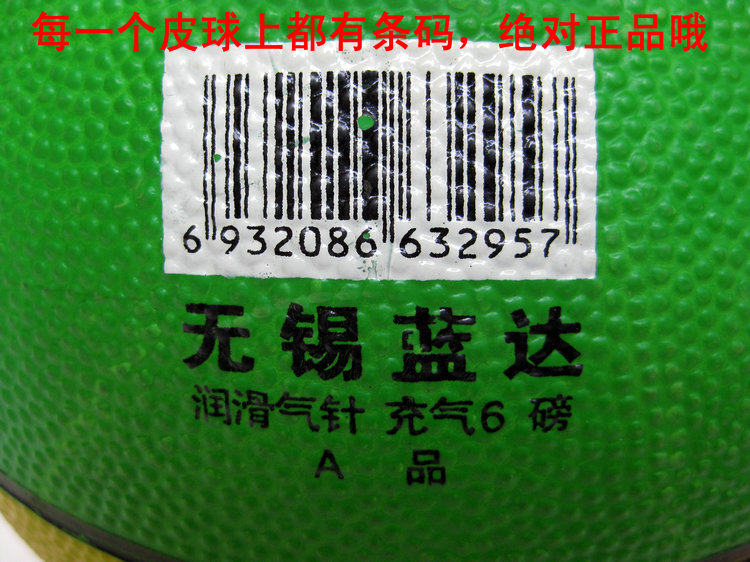 每一个皮球上都有条码，绝对正品哦
6 932086 632957
无锡蓝达
润滑气针 充气6 磅
A 品